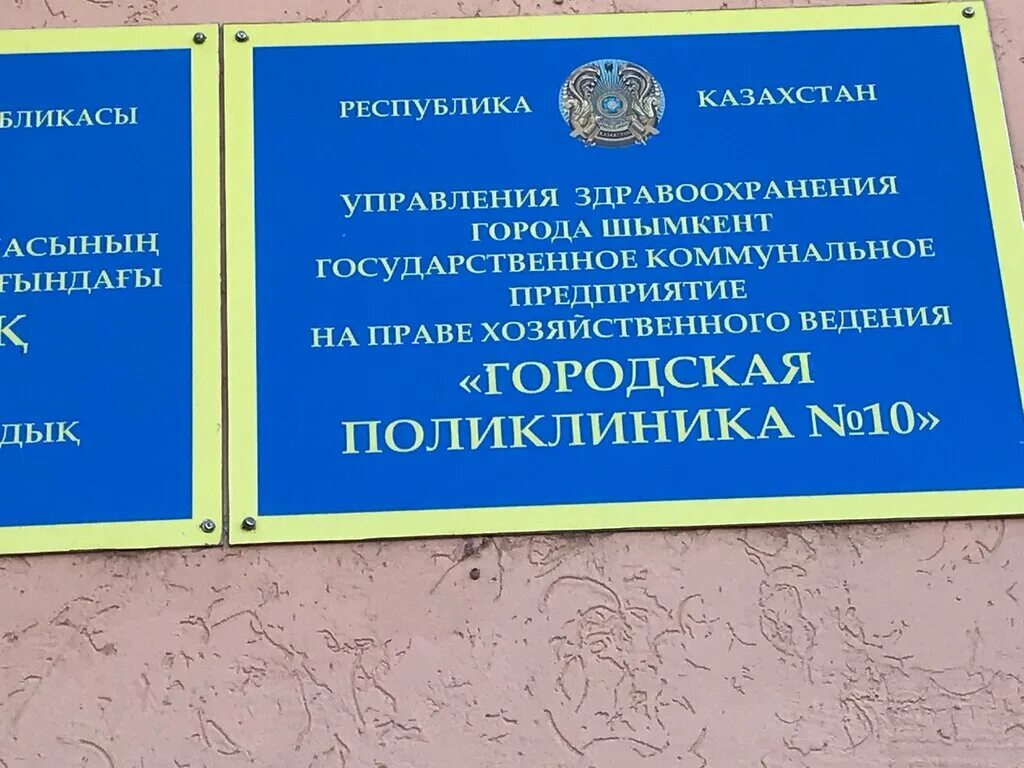 БЛИКАСЫ
АСЫНЫҢ
ҒЫНДАҒЫ
Қ
ДЫҚ
РЕСПУБЛИКА КАЗАХСТАН
УПРАВЛЕНИЯ ЗДРАВООХРАНЕНИЯ
ГОРОДА ШЫМКЕНТ
ГОСУДАРСТВЕННОЕ КОММУНАЛЬНОЕ
ПРЕДПРИЯТИЕ
НА ПРАВЕ ХОЗЯЙСТВЕННОГО ВЕДЕНИЯ
«ГОРОДСКАЯ
ПОЛИКЛИНИКА №10»